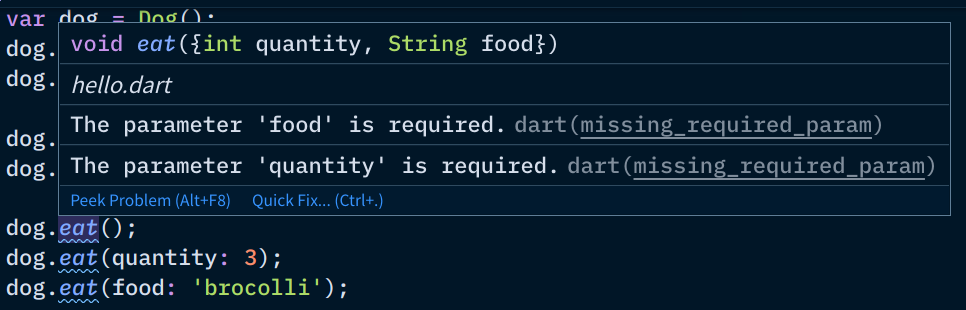 var dog = Dog();
dog.
void eat({int quantity, String food})
dog.
hello.dart
dog.
The parameter 'food' is required. dart(missing_required_param)
dog.
The parameter 'quantity' is required. dart(missing_required_param)
Peek Problem (Alt+F8) Quick Fix... (Ctrl+.)
dog.eat();
dog.eat(quantity: 3);
dog.eat(food: 'brocolli');